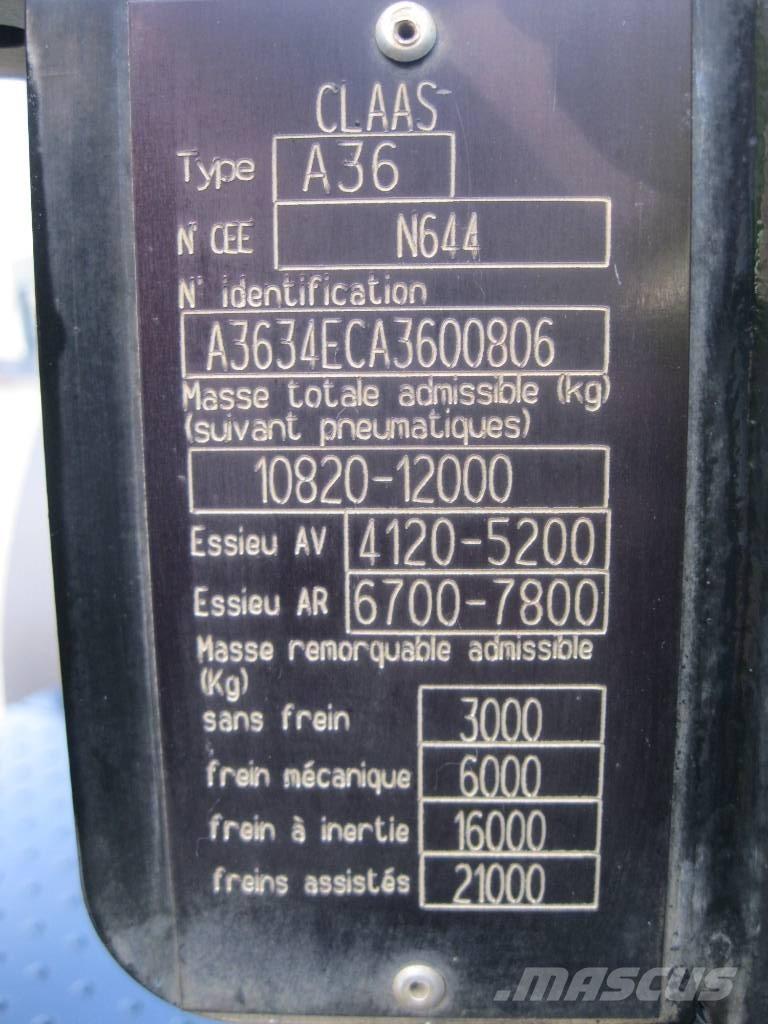 CLAAS
Type A36
N° CEE N644
N° identification
A3634ECA3600806
Masse totale admissible (kg)
(suivant pneumatiques)
10820-12000
Essieu AV 4120-5200
Essieu AR 6700-7800
Masse remorquable admissible
(Kg)
sans frein 3000
frein mécanique 6000
frein à inertie 16000
freins assistés 21000
MASCUS